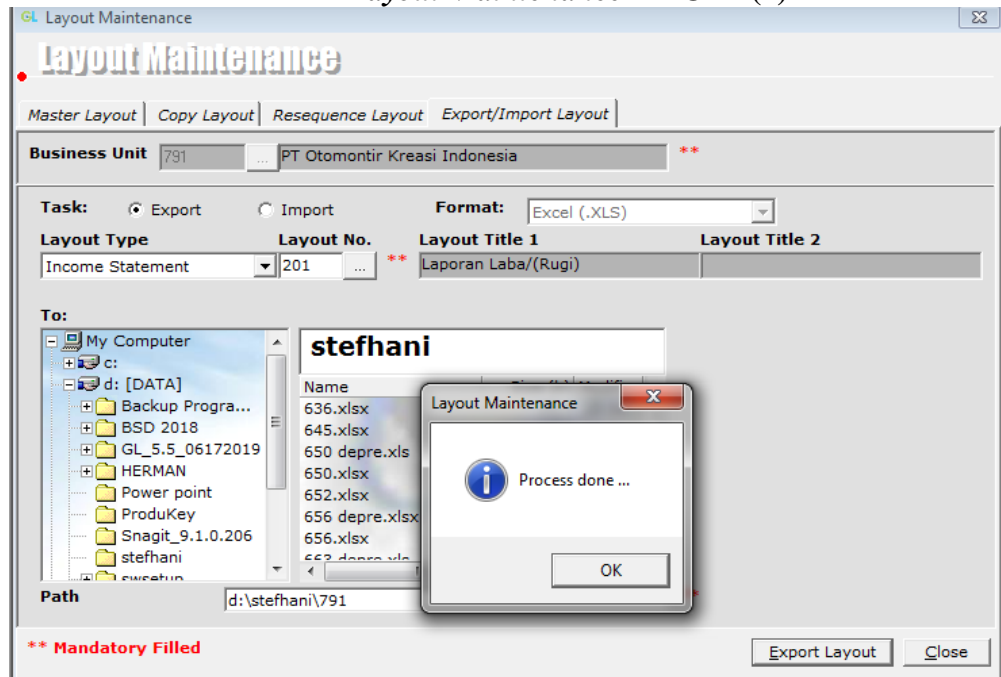 GL Layout Maintenance
Layout Maintenance
Master Layout Copy Layout Resequence Layout Export/Import Layout
Business Unit 791 ... PT Otomontir Kreasi Indonesia **
Task: Export Import Format: Excel (.XLS)
Layout Type Layout No. Layout Title 1 Layout Title 2
Income Statement 201 ... ** Laporan Laba/(Rugi)
To:
My Computer
c:
d: [DATA]
Backup Progra...
BSD 2018
GL_5.5_06172019
HERMAN
Power point
ProduKey
Snagit_9.1.0.206
stefhani
swsetup
stefhani
Name
636.xlsx
645.xlsx
650 depre.xls
650.xlsx
652.xlsx
656 depre.xlsx
656.xlsx
663 depre.xls
Layout Maintenance
Process done ...
OK
Path d:\stefhani\791
** Mandatory Filled
Export Layout Close